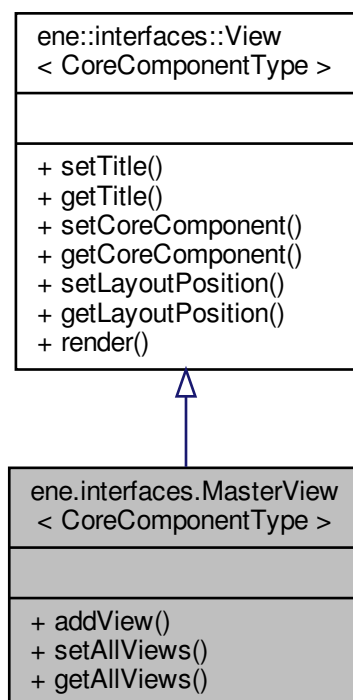 ene::interfaces::View
< CoreComponentType >
+ setTitle()
+ getTitle()
+ setCoreComponent()
+ getCoreComponent()
+ setLayoutPosition()
+ getLayoutPosition()
+ render()
ene.interfaces.MasterView
< CoreComponentType >
+ addView()
+ setAllViews()
+ getAllViews()